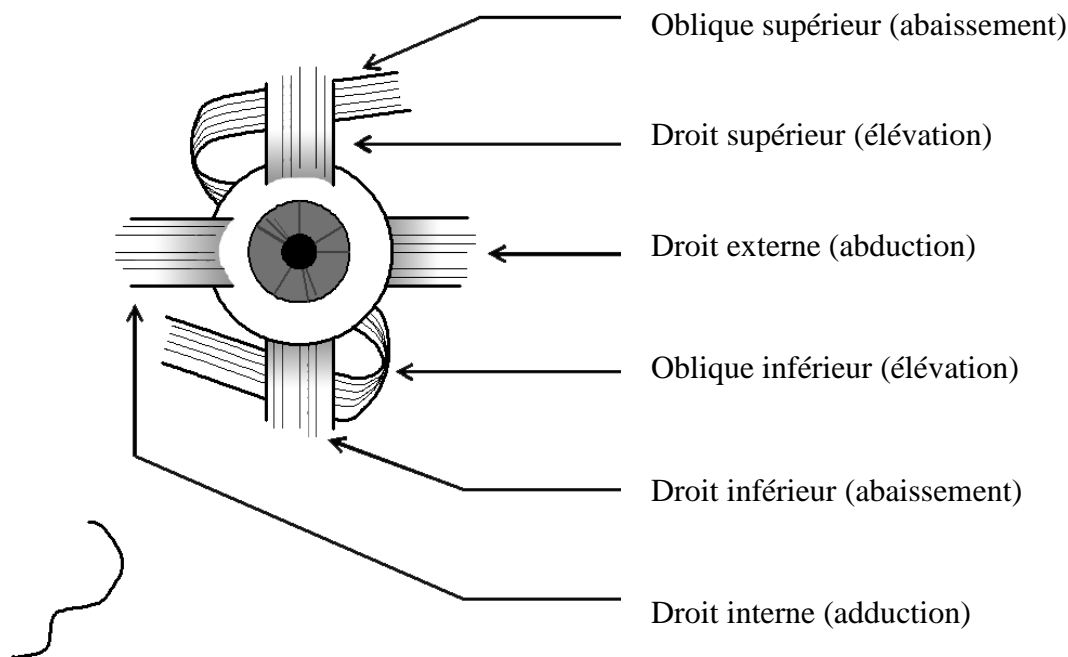 Oblique supérieur (abaissement)
Droit supérieur (élévation)
Droit externe (abduction)
Oblique inférieur (élévation)
Droit inférieur (abaissement)
Droit interne (adduction)